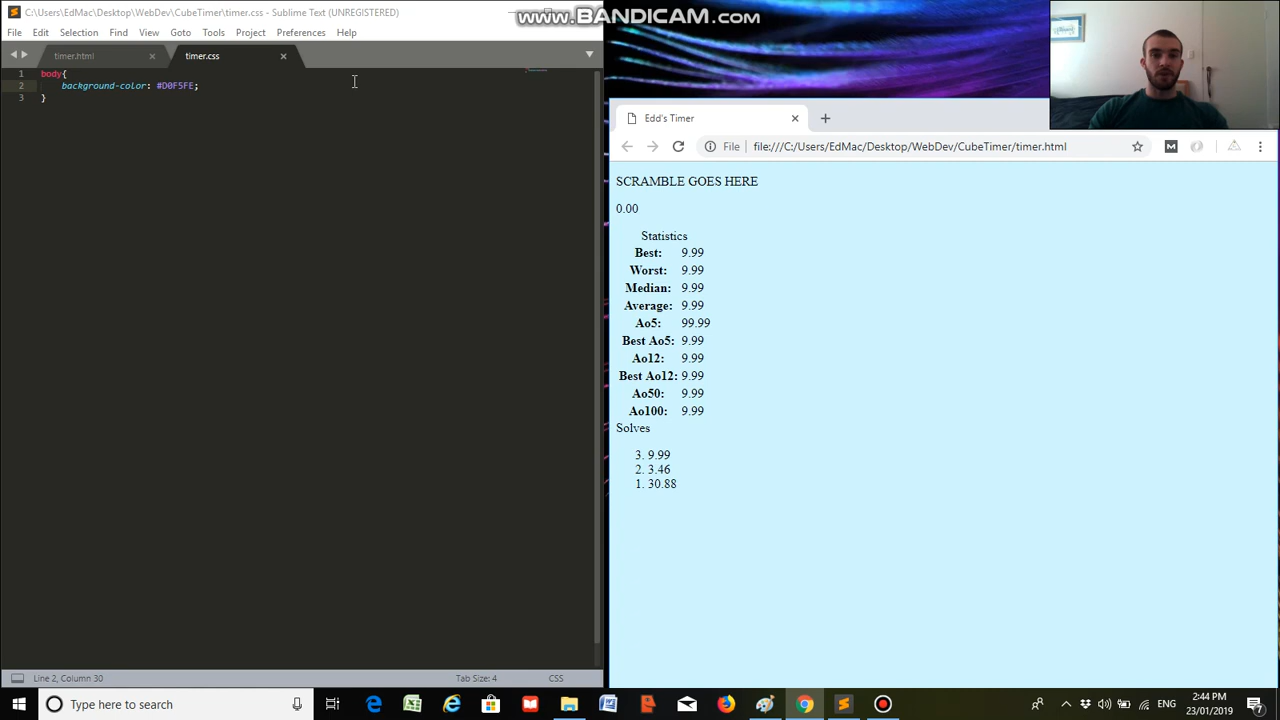 C:\Users\EdMac\Desktop\WebDev\CubeTimer\timer.css - Sublime Text (UNREGISTERED)
www.BANDICAM.com
File Edit Selection Find View Goto Tools Project Preferences Help
timer.html
timer.css
1 body{
2 background-color: #D0F5FE;
3 }
Line 2, Column 30
Tab Size: 4
CSS
Edd's Timer
File file:///C:/Users/EdMac/Desktop/WebDev/CubeTimer/timer.html
SCRAMBLE GOES HERE
0.00
Statistics
Best: 9.99
Worst: 9.99
Median: 9.99
Average: 9.99
Ao5: 99.99
Best Ao5: 9.99
Ao12: 9.99
Best Ao12: 9.99
Ao50: 9.99
Ao100: 9.99
Solves
3. 9.99
2. 3.46
1. 30.88
Type here to search
ENG
2:44 PM
23/01/2019